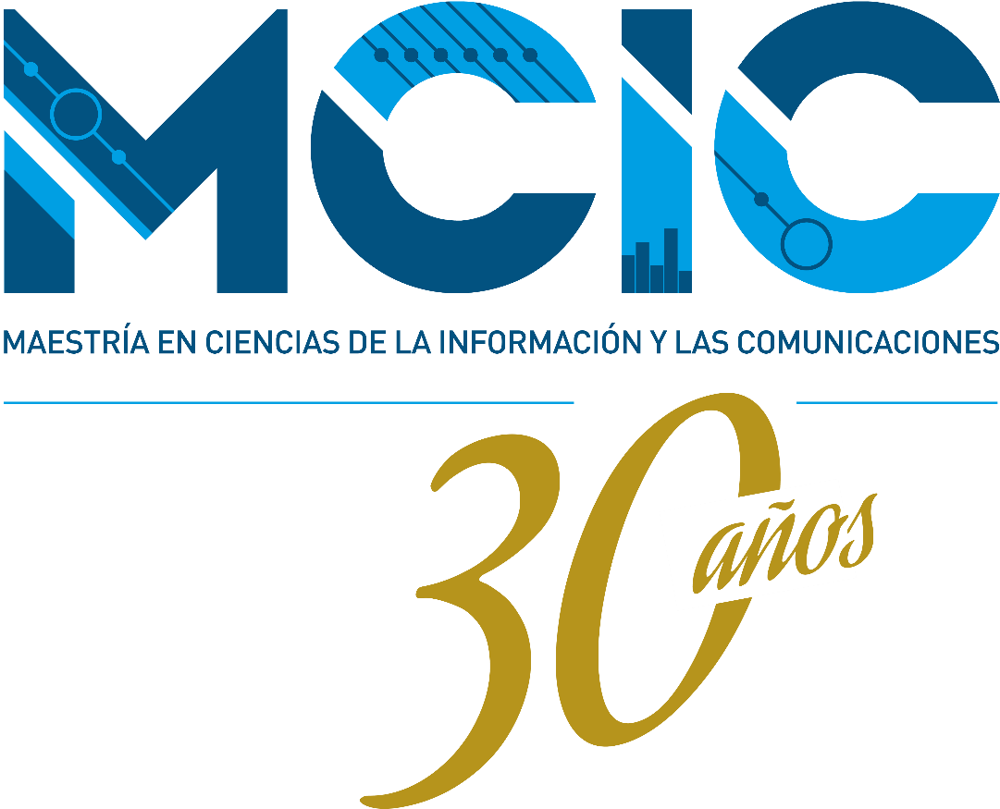 MCIC
MAESTRÍA EN CIENCIAS DE LA INFORMACIÓN Y LAS COMUNICACIONES
30 años